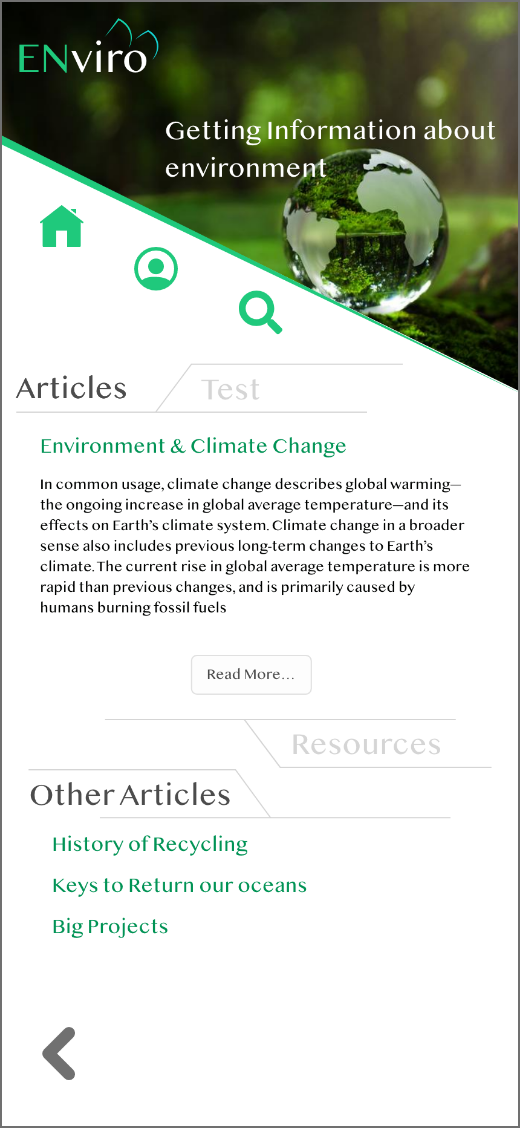 ENviro
Getting Information about
environment
Articles
Test
Environment & Climate Change
In common usage, climate change describes global warming—
the ongoing increase in global average temperature—and its
effects on Earth’s climate system. Climate change in a broader
sense also includes previous long-term changes to Earth’s
climate. The current rise in global average temperature is more
rapid than previous changes, and is primarily caused by
humans burning fossil fuels
Read More...
Resources
Other Articles
History of Recycling
Keys to Return our oceans
Big Projects